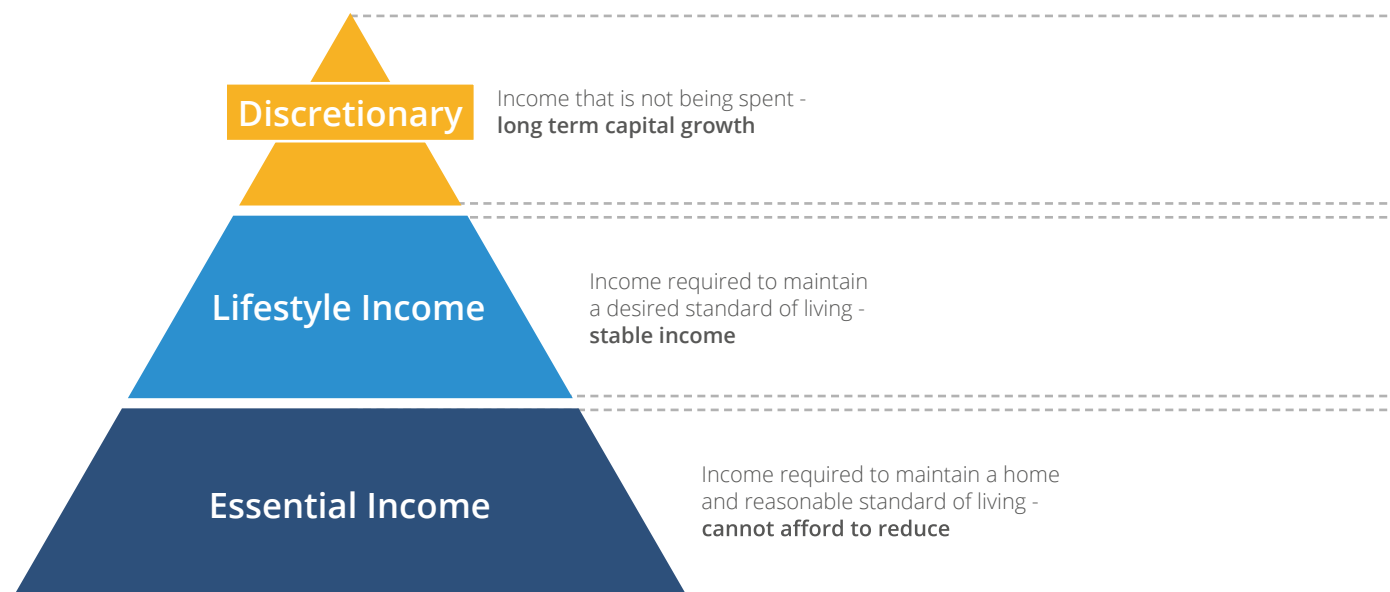 Discretionary
Income that is not being spent -
long term capital growth
Lifestyle Income
Income required to maintain
a desired standard of living -
stable income
Essential Income
Income required to maintain a home
and reasonable standard of living -
cannot afford to reduce